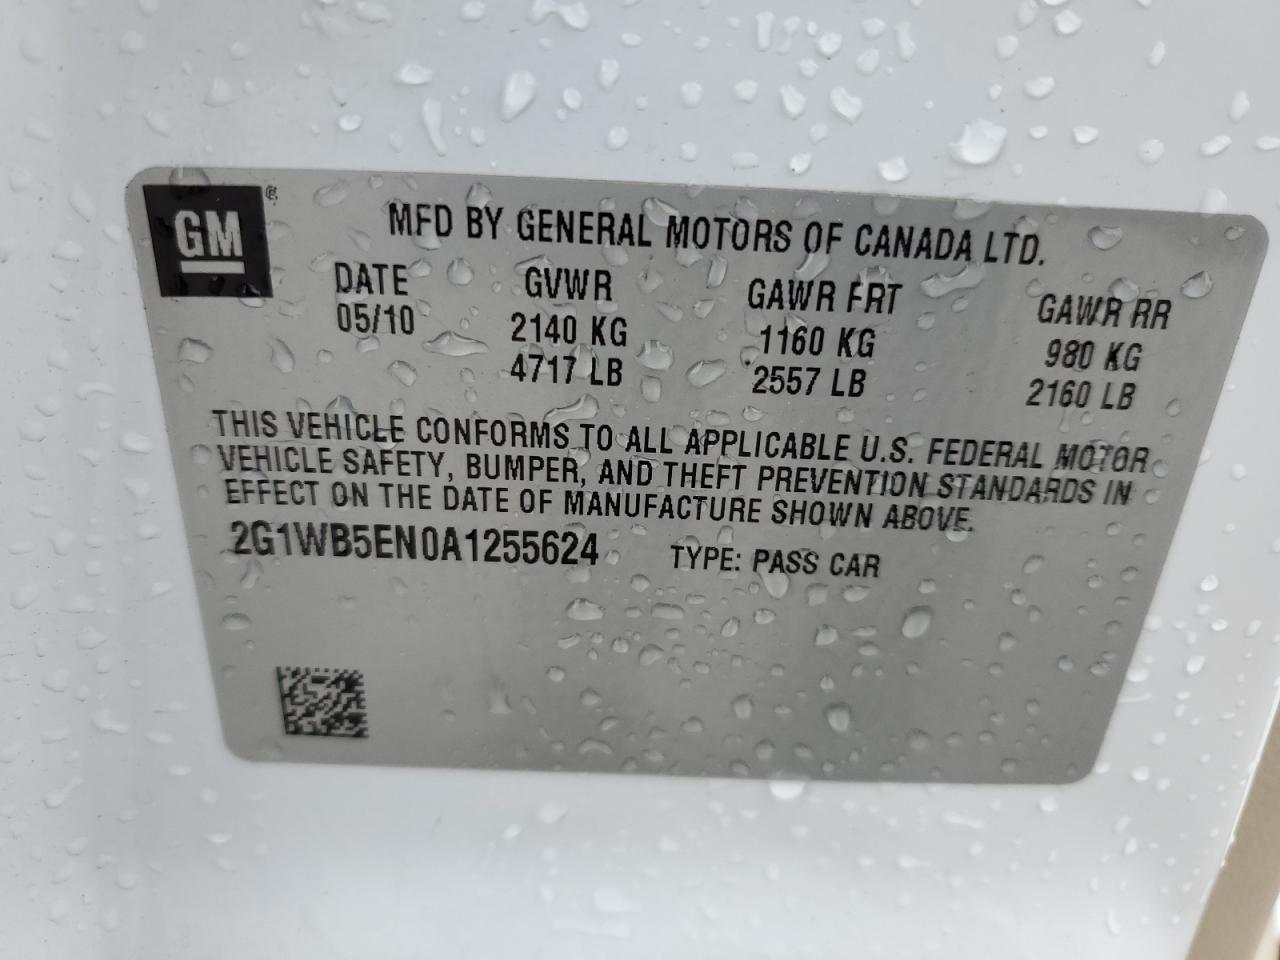 GM
MFD BY GENERAL MOTORS OF CANADA LTD.
DATE GVWR GAWR FRT GAWR RR
05/10 2140 KG 1160 KG 980 KG
4717 LB 2557 LB 2160 LB
THIS VEHICLE CONFORMS TO ALL APPLICABLE U.S. FEDERAL MOTOR
VEHICLE SAFETY, BUMPER, AND THEFT PREVENTION STANDARDS IN
EFFECT ON THE DATE OF MANUFACTURE SHOWN ABOVE.
2G1WB5EN0A1255624 TYPE: PASS CAR